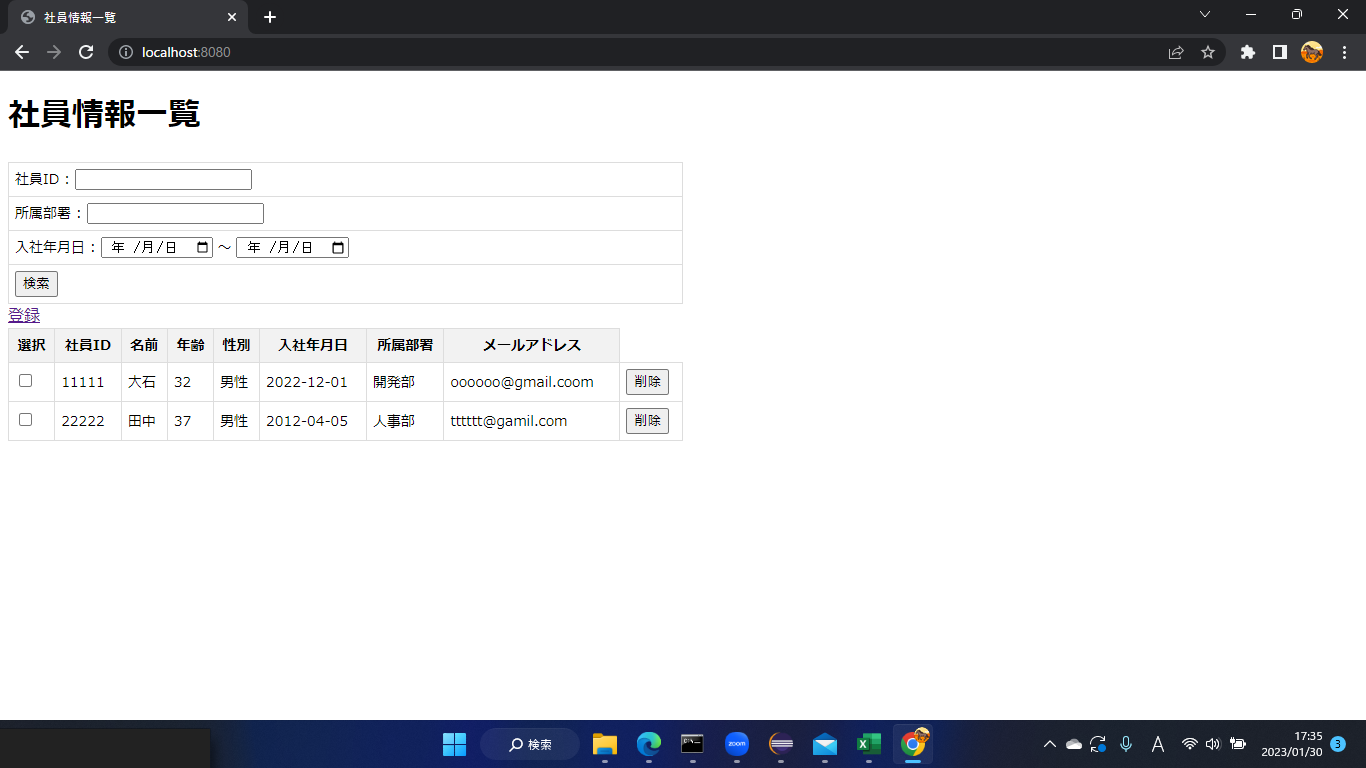 社員情報一覧
localhost:8080
社員情報一覧
社員ID：
所属部署：
入社年月日： 年 /月/日 ～ 年 /月/日
検索
登録
選択 社員ID 名前 年齢 性別 入社年月日 所属部署 メールアドレス
11111 大石 32 男性 2022-12-01 開発部 oooooo@gmail.coom 削除
22222 田中 37 男性 2012-04-05 人事部 tttttt@gamil.com 削除
検索 zoom A 17:35
2023/01/30 3